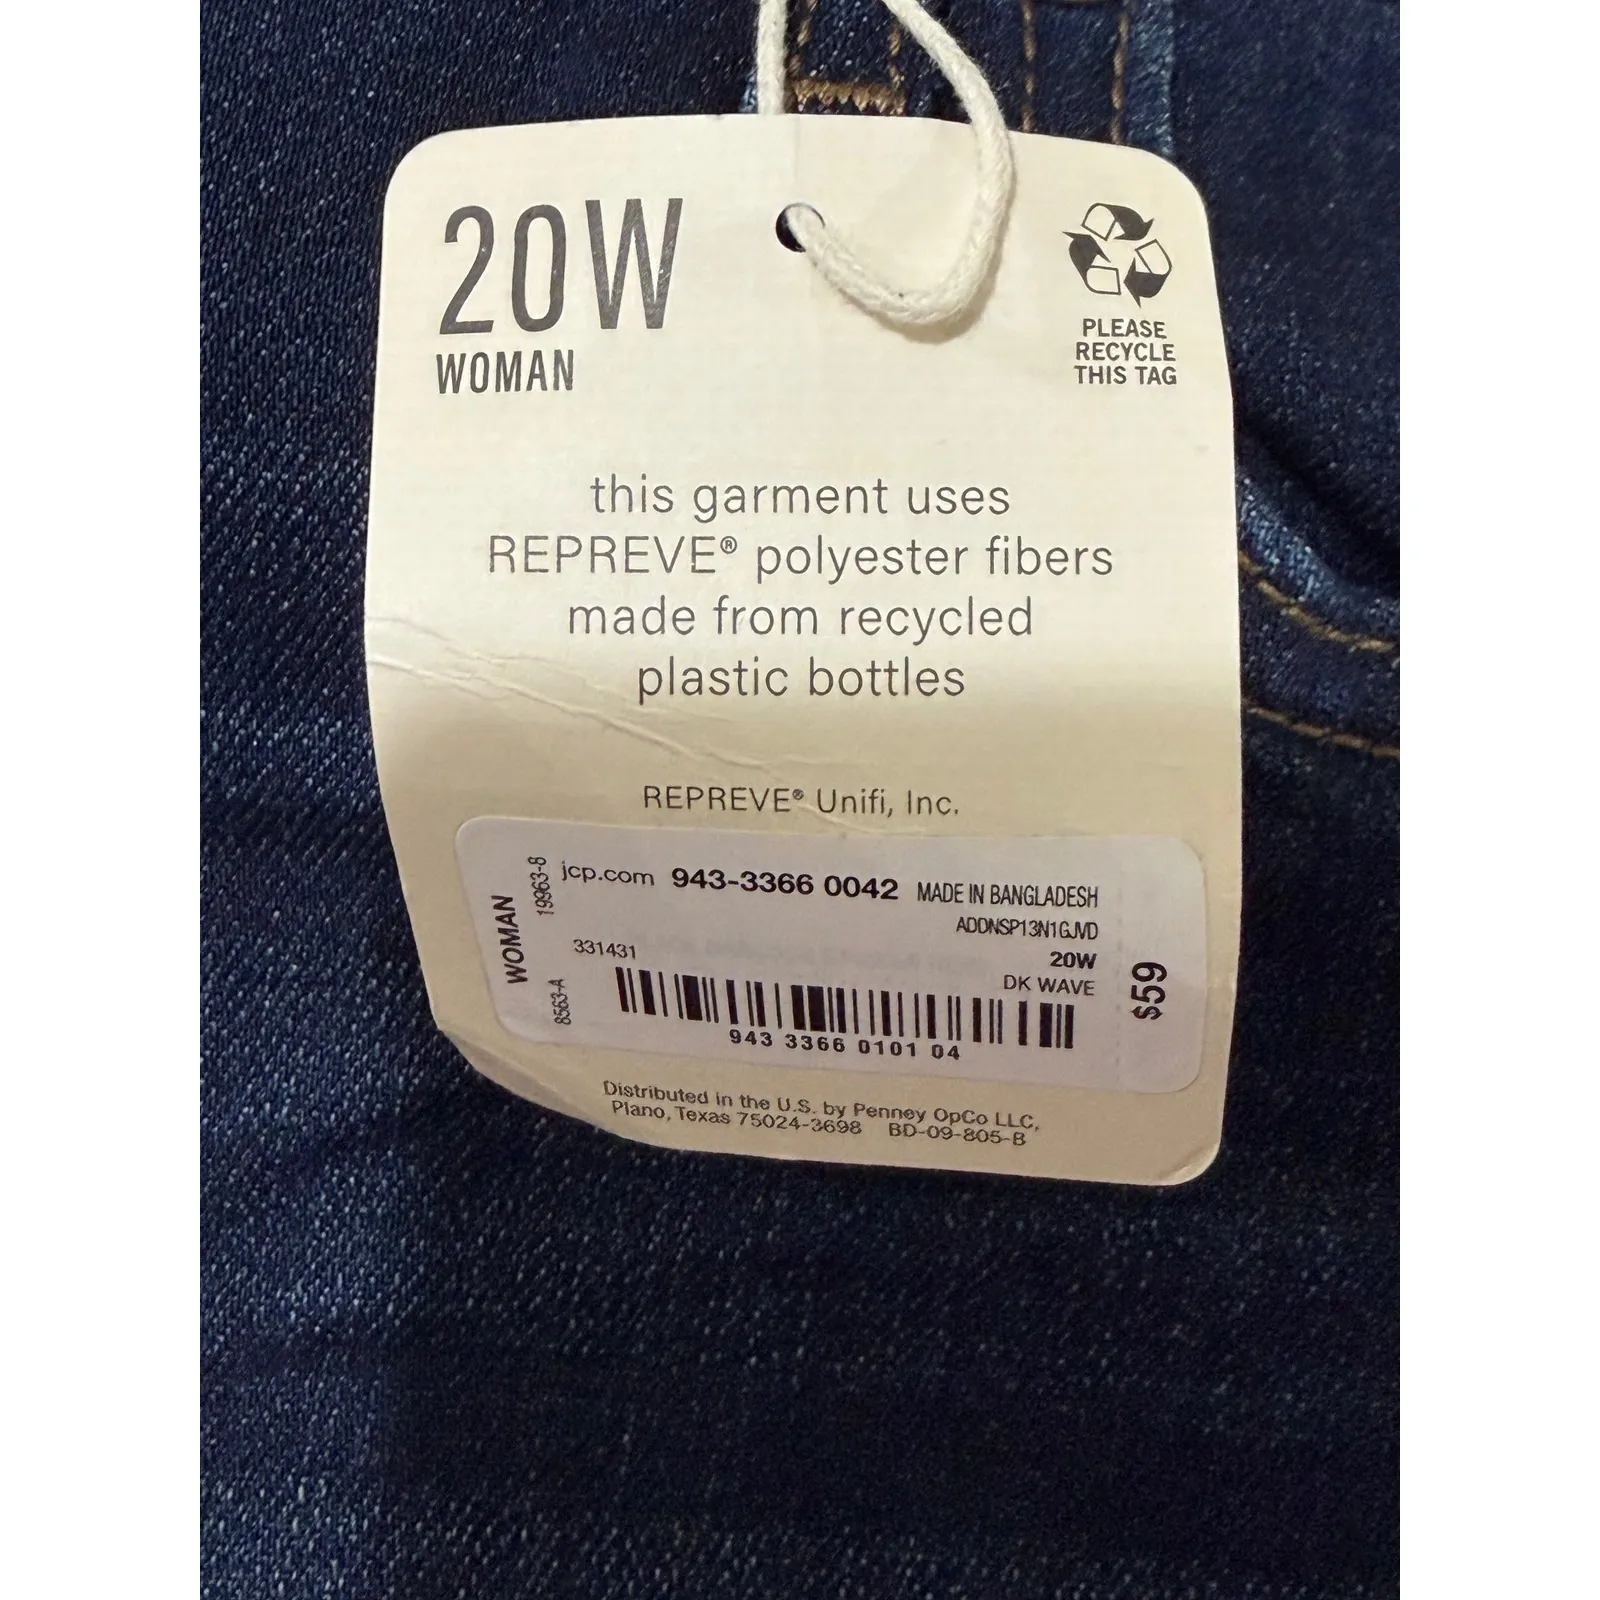 20W
WOMAN
PLEASE
RECYCLE
THIS TAG
this garment uses
REPREVE® polyester fibers
made from recycled
plastic bottles
REPREVE® Unifi, Inc.
WOMAN
19963-8
8563-A
jcp.com 943-3366 0042 MADE IN BANGLADESH
ADDNSP13N1GJVD
331431
20W
DK WAVE
$59
943 3366 0101 04
Distributed in the U.S. by Penney OpCo LLC,
Plano, Texas 75024-3698 BD-09-805-B